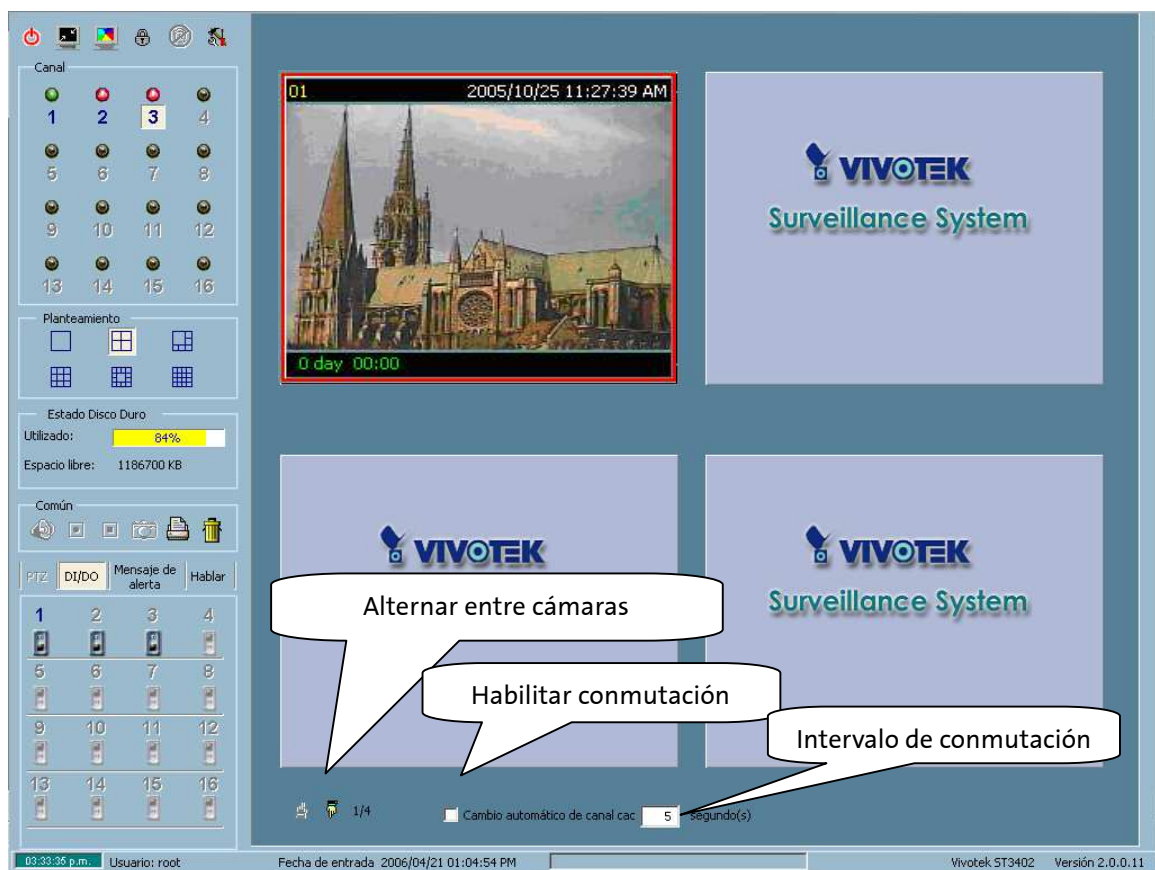 Canal
1 2 3 4
5 6 7 8
9 10 11 12
13 14 15 16
Planteamiento
Estado Disco Duro
Utilizado: 84%
Espacio libre: 1186700 KB
Común
PTZ DI/DO Mensaje de alerta Hablar
1 2 3 4
5 6 7 8
9 10 11 12
13 14 15 16
01 2005/10/25 11:27:39 AM
0 day 00:00
VIVOTEK
Surveillance System
VIVOTEK
VIVOTEK
Surveillance System
Alternar entre cámaras
Habilitar conmutación
Intervalo de conmutación
1/4
Cambio automático de canal cac 5 segundo(s)
03:33:35 p.m. Usuario: root Fecha de entrada 2006/04/21 01:04:54 PM Vivotek ST3402 Versión 2.0.0.11